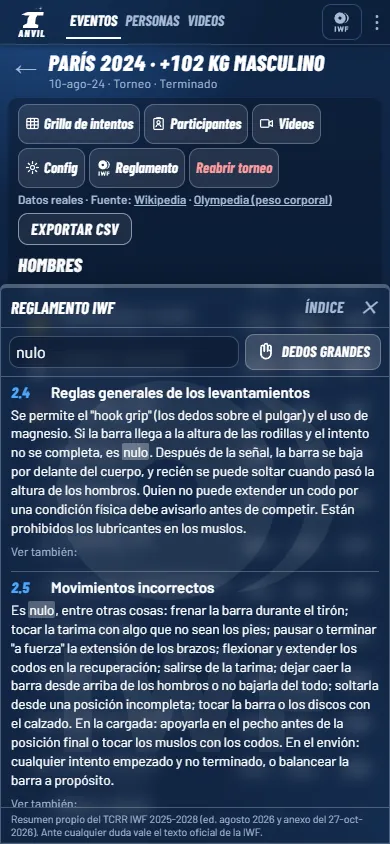 ANVIL
EVENTOS PERSONAS VIDEOS
IWF
← PARÍS 2024 · +102 KG MASCULINO
10-ago-24 · Torneo · Terminado
Grilla de intentos
Participantes
Videos
Config
IWF
Reglamento
Reabrir torneo
Datos reales · Fuente: Wikipedia · Olympedia (peso corporal)
EXPORTAR CSV
HOMBRES
REGLAMENTO IWF
ÍNDICE
nulo
DEDOS GRANDES
2.4 Reglas generales de los levantamientos
Se permite el "hook grip" (los dedos sobre el pulgar) y el uso de
magnesio. Si la barra llega a la altura de las rodillas y el intento
no se completa, es nulo. Después de la señal, la barra se baja
por delante del cuerpo, y recién se puede soltar cuando pasó la
altura de los hombros. Quien no puede extender un codo por
una condición física debe avisarlo antes de competir. Están
prohibidos los lubricantes en los muslos.
Ver también:
2.5 Movimientos incorrectos
Es nulo, entre otras cosas: frenar la barra durante el tirón;
tocar la tarima con algo que no sean los pies; pausar o terminar
"a fuerza" la extensión de los brazos; flexionar y extender los
codos en la recuperación; salirse de la tarima; dejar caer la
barra desde arriba de los hombros o no bajarla del todo; soltarla
desde una posición incompleta; tocar la barra o los discos con
el calzado. En la cargada: apoyarla en el pecho antes de la
posición final o tocar los muslos con los codos. En el envión:
cualquier intento empezado y no terminado, o balancear la
barra a propósito.
Ver también:
Resumen propio del TCRR IWF 2025-2028 (ed. agosto 2026 y anexo del 27-oct-
2026). Ante cualquier duda vale el texto oficial de la IWF.